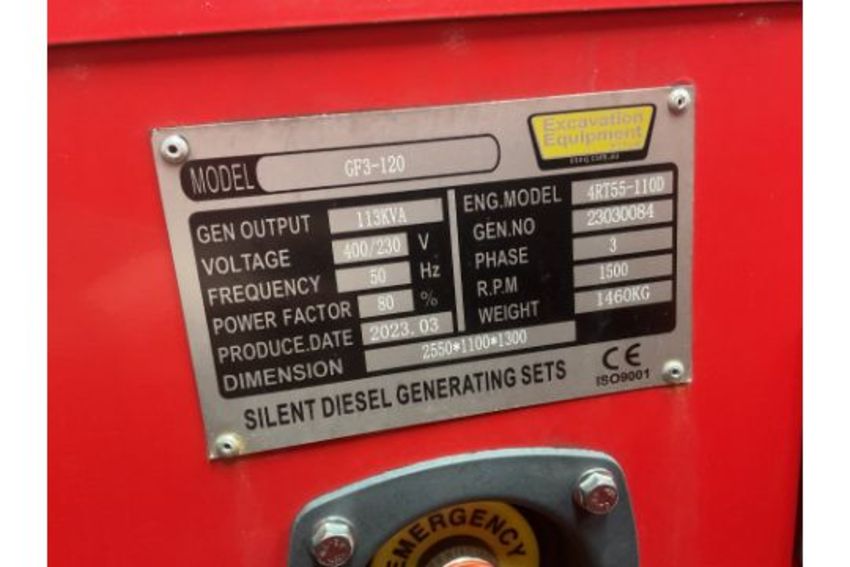 MODEL GF3-120
Excavation
Equipment
GEN OUTPUT 113KVA
VOLTAGE 400/230 V
FREQUENCY 50 Hz
POWER FACTOR 80 %
PRODUCE.DATE 2023.03
DIMENSION 2550*1100*1300
ENG.MODEL 4RT55-110D
GEN.NO 23030084
PHASE 3
R.P.M 1500
WEIGHT 1460KG
CE
ISO9001
SILENT DIESEL GENERATING SETS
EMERGENCY